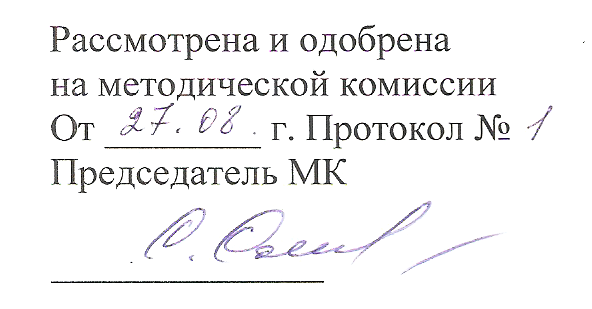 Рассмотрена и одобрена
на методической комиссии
От 27.08. г. Протокол № 1
Председатель МК